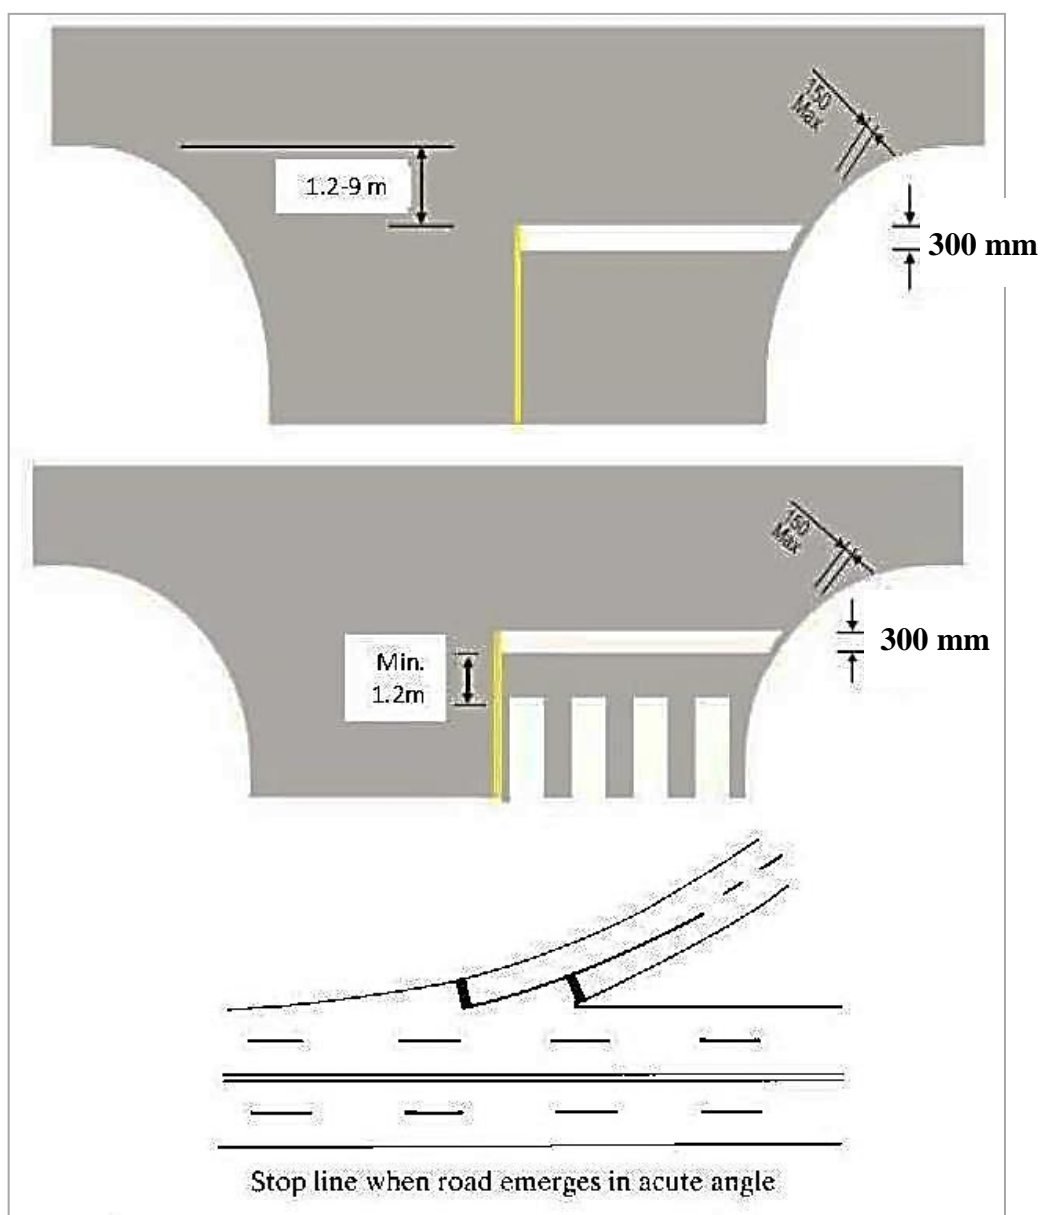 150
Max
1.2-9 m
300 mm
150
Max
300 mm
Min.
1.2m
Stop line when road emerges in acute angle